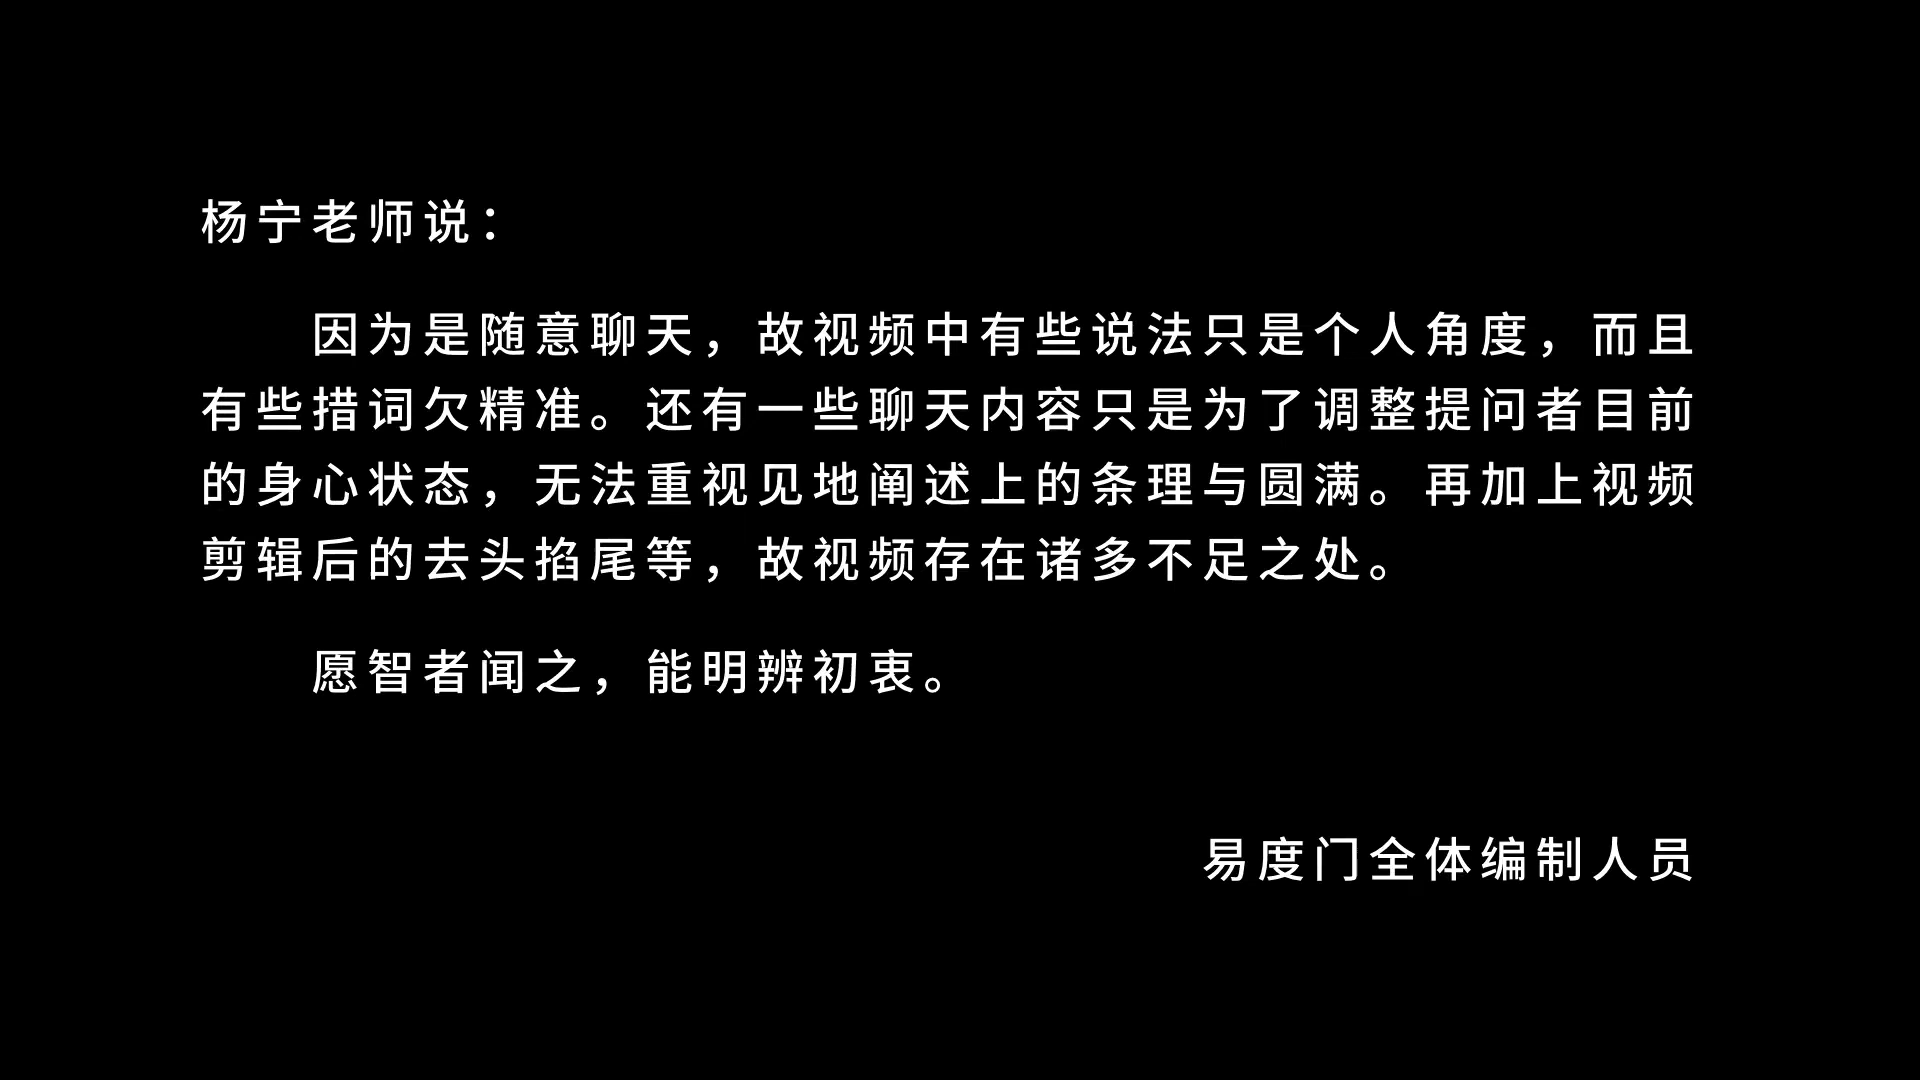 杨宁老师说：
因为是随意聊天，故视频中有些说法只是个人角度，而且
有些措词欠精准。还有一些聊天内容只是为了调整提问者目前
的身心状态，无法重视见地阐述上的条理与圆满。再加上视频
剪辑后的去头掐尾等，故视频存在诸多不足之处。
愿智者闻之，能明辨初衷。
易度门全体编制人员